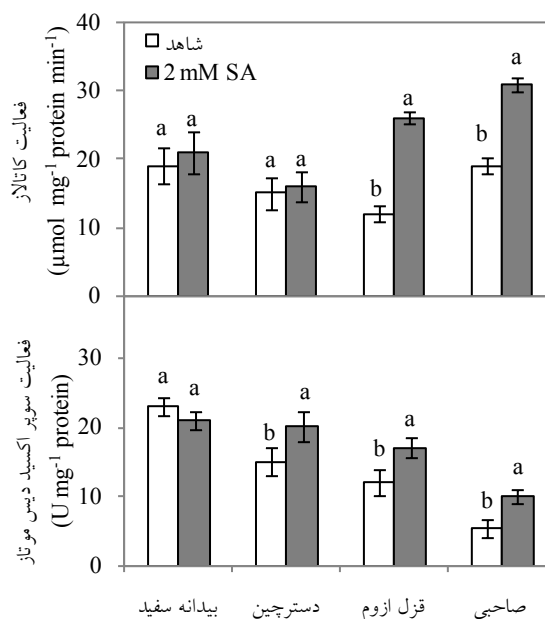 40
30
20
10
0
شاهد
2 mM SA
a a a a b a b a
فعالیت کاتالاز
(µmol mg-1 protein min-1)
30
20
10
0
a a b a b a b a
فعالیت سوپر اکسید دیس موتاز
(U mg-1 protein)
بیدانه سفید
دسترچین
قزل ازوم
صاحبی